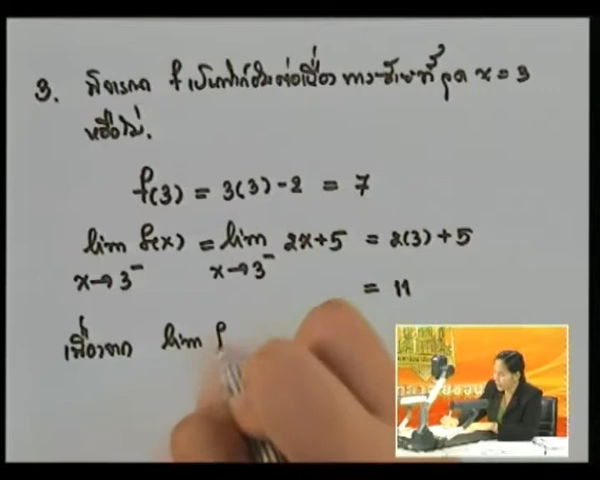 3. พิจารณา f เป็นฟังก์ชันต่อเนื่อง ทางซ้ายที่จุด x = 3
หรือไม่.
f(3) = 3(3) - 2 = 7
lim f(x) = lim 2x + 5 = 2(3) + 5
x→3⁻ x→3⁻ = 11
เนื่องจาก lim f